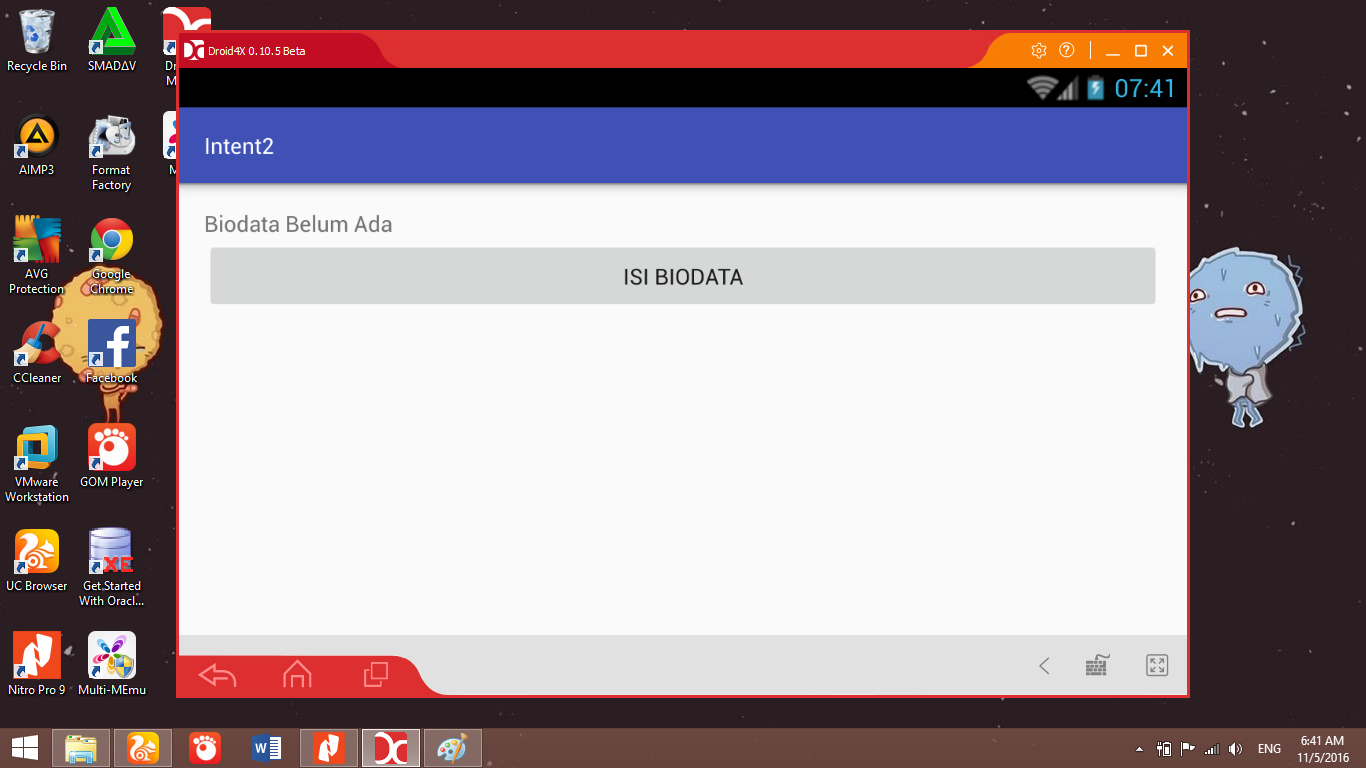 Recycle Bin
SMADΔV
Droid4X 0.10.5 Beta
07:41
Intent2
AIMP3
Format
Factory
Biodata Belum Ada
ISI BIODATA
AVG
Protection
Google
Chrome
CCleaner
Facebook
VMware
Workstation
GOM Player
UC Browser
Get Started
With Oracl...
XE
Nitro Pro 9
Multi-MEmu
ENG
6:41 AM
11/5/2016